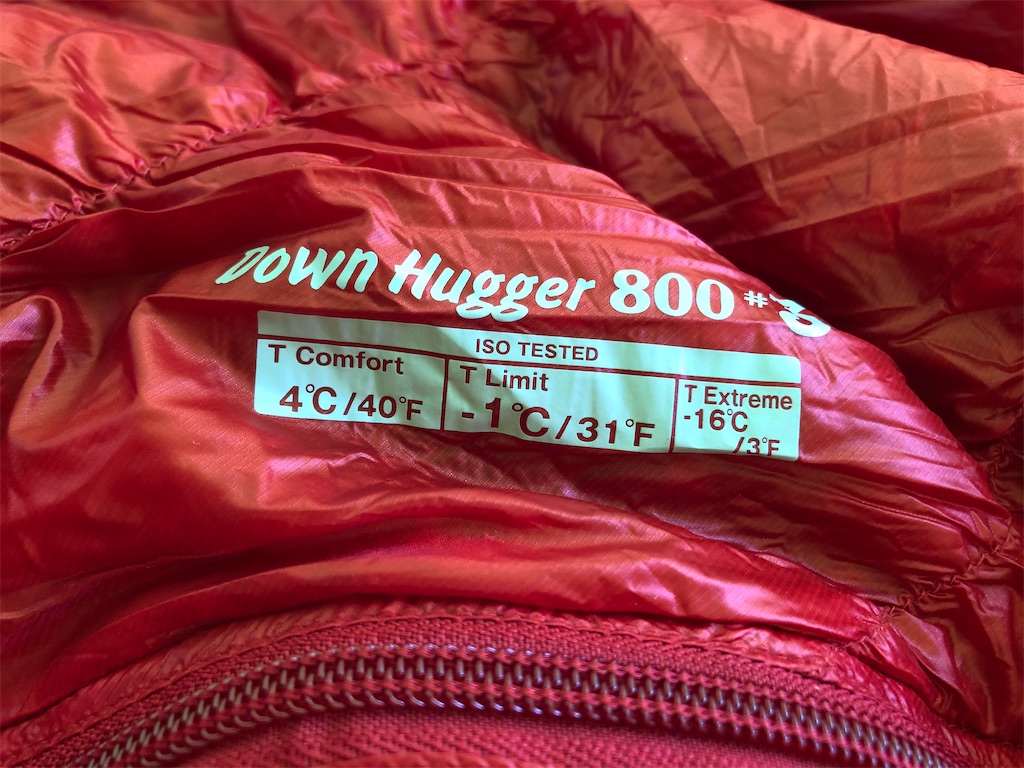 Down Hugger 800 #3
ISO TESTED
T Comfort
4℃/40°F
T Limit
-1℃/31°F
T Extreme
-16℃
/3°F